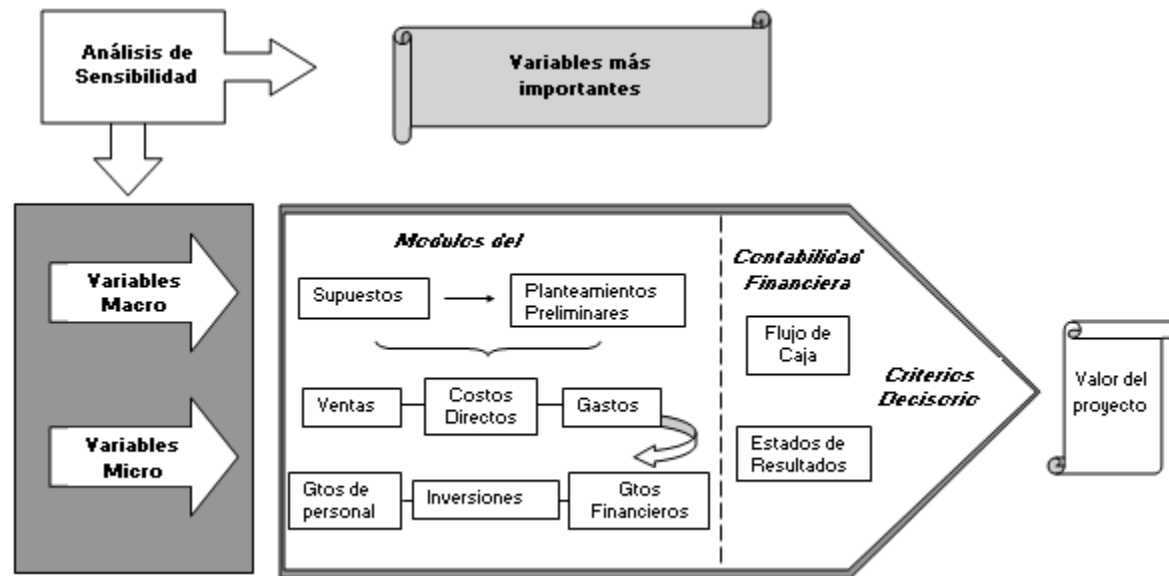 Análisis de
Sensibilidad
Variables más
importantes
Variables
Macro
Variables
Micro
Modulos del
Supuestos
Planteamientos
Preliminares
Ventas
Costos
Directos
Gastos
Gtos de
personal
Inversiones
Gtos
Financieros
Contabilidad
Financiera
Flujo de
Caja
Estados de
Resultados
Criterios
Decisorio
Valor del
proyecto